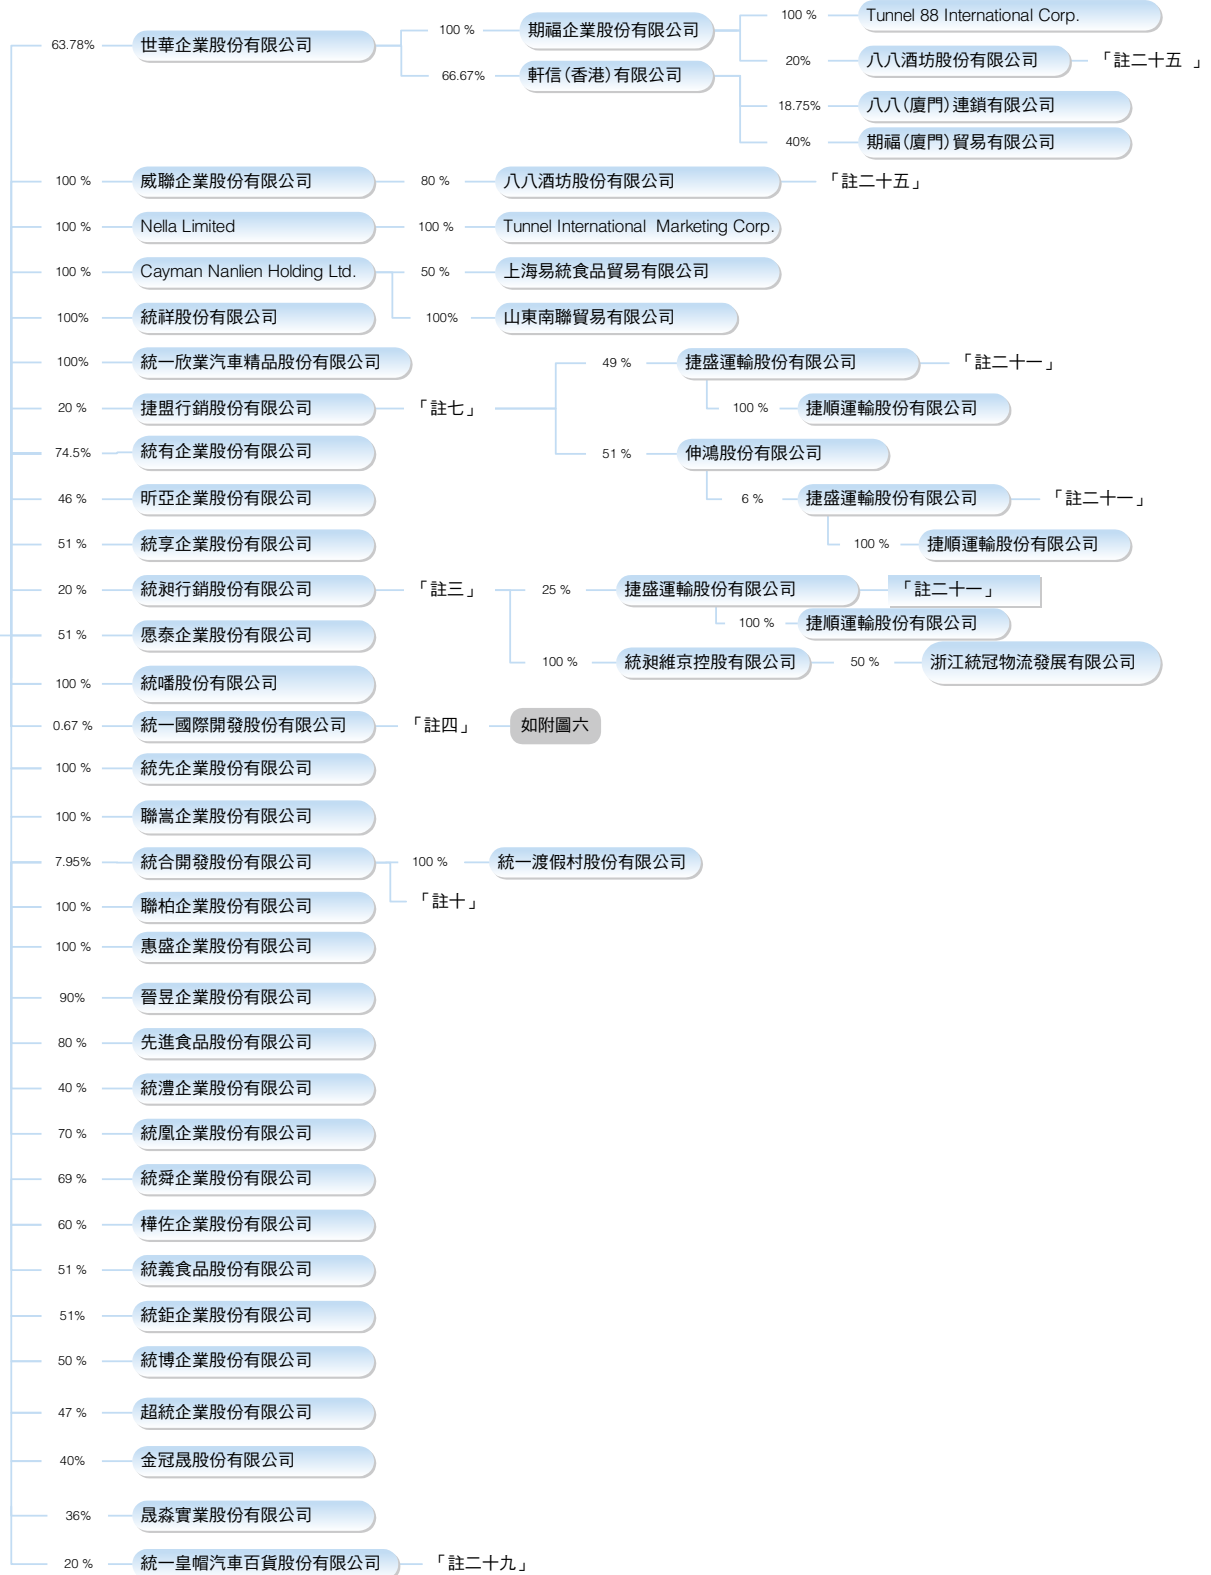 63.78% 世華企業股份有限公司 100 % 期福企業股份有限公司 100 % Tunnel 88 International Corp.
20% 八八酒坊股份有限公司 「註二十五 」
66.67% 軒信(香港)有限公司
18.75% 八八(廈門)連鎖有限公司
40% 期福(廈門)貿易有限公司
100 % 威聯企業股份有限公司 80 % 八八酒坊股份有限公司 「註二十五」
100 % Nella Limited 100 % Tunnel International Marketing Corp.
100 % Cayman Nanlien Holding Ltd. 50 % 上海易統食品貿易有限公司
100% 統祥股份有限公司 100% 山東南聯貿易有限公司
100% 統一欣業汽車精品股份有限公司 49 % 捷盛運輸股份有限公司 「註二十一」
20 % 捷盟行銷股份有限公司 「註七」 100 % 捷順運輸股份有限公司
74.5% 統有企業股份有限公司 51 % 伸鴻股份有限公司
46 % 昕亞企業股份有限公司 6 % 捷盛運輸股份有限公司 「註二十一」
51 % 統享企業股份有限公司 100 % 捷順運輸股份有限公司
20 % 統昶行銷股份有限公司 「註三」 25 % 捷盛運輸股份有限公司 「註二十一」
100 % 捷順運輸股份有限公司
51 % 愿泰企業股份有限公司
100 % 統昶維京控股有限公司 50 % 浙江統冠物流發展有限公司
100 % 統皤股份有限公司
0.67 % 統一國際開發股份有限公司 「註四」 如附圖六
100 % 統先企業股份有限公司
100 % 聯嵩企業股份有限公司
7.95% 統合開發股份有限公司 100 % 統一渡假村股份有限公司
「註十」
100 % 聯柏企業股份有限公司
100 % 惠盛企業股份有限公司
90% 晉昱企業股份有限公司
80 % 先進食品股份有限公司
40 % 統澧企業股份有限公司
70 % 統凰企業股份有限公司
69 % 統舜企業股份有限公司
60 % 樺佐企業股份有限公司
51 % 統義食品股份有限公司
51% 統鉅企業股份有限公司
50 % 統博企業股份有限公司
47 % 超統企業股份有限公司
40% 金冠晟股份有限公司
36% 晟淼實業股份有限公司
20 % 統一皇帽汽車百貨股份有限公司 「註二十九」